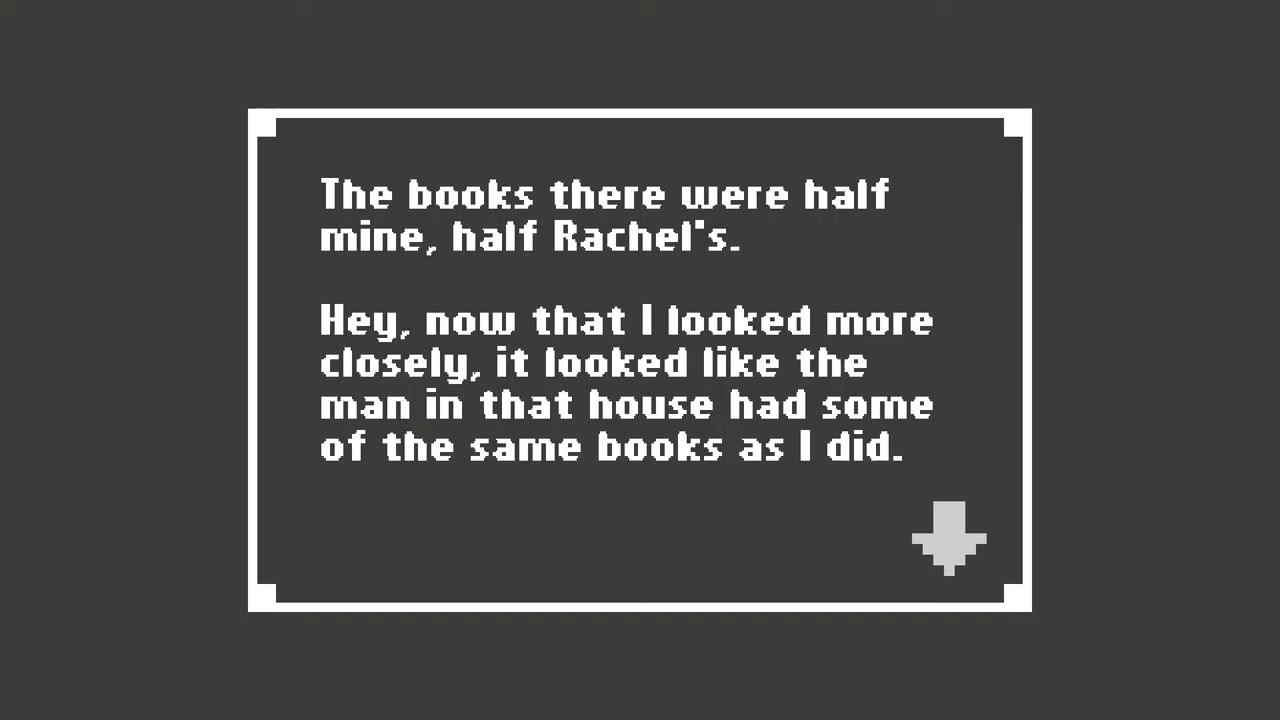 The books there were half
mine, half Rachel's.
Hey, now that I looked more
closely, it looked like the
man in that house had some
of the same books as I did.